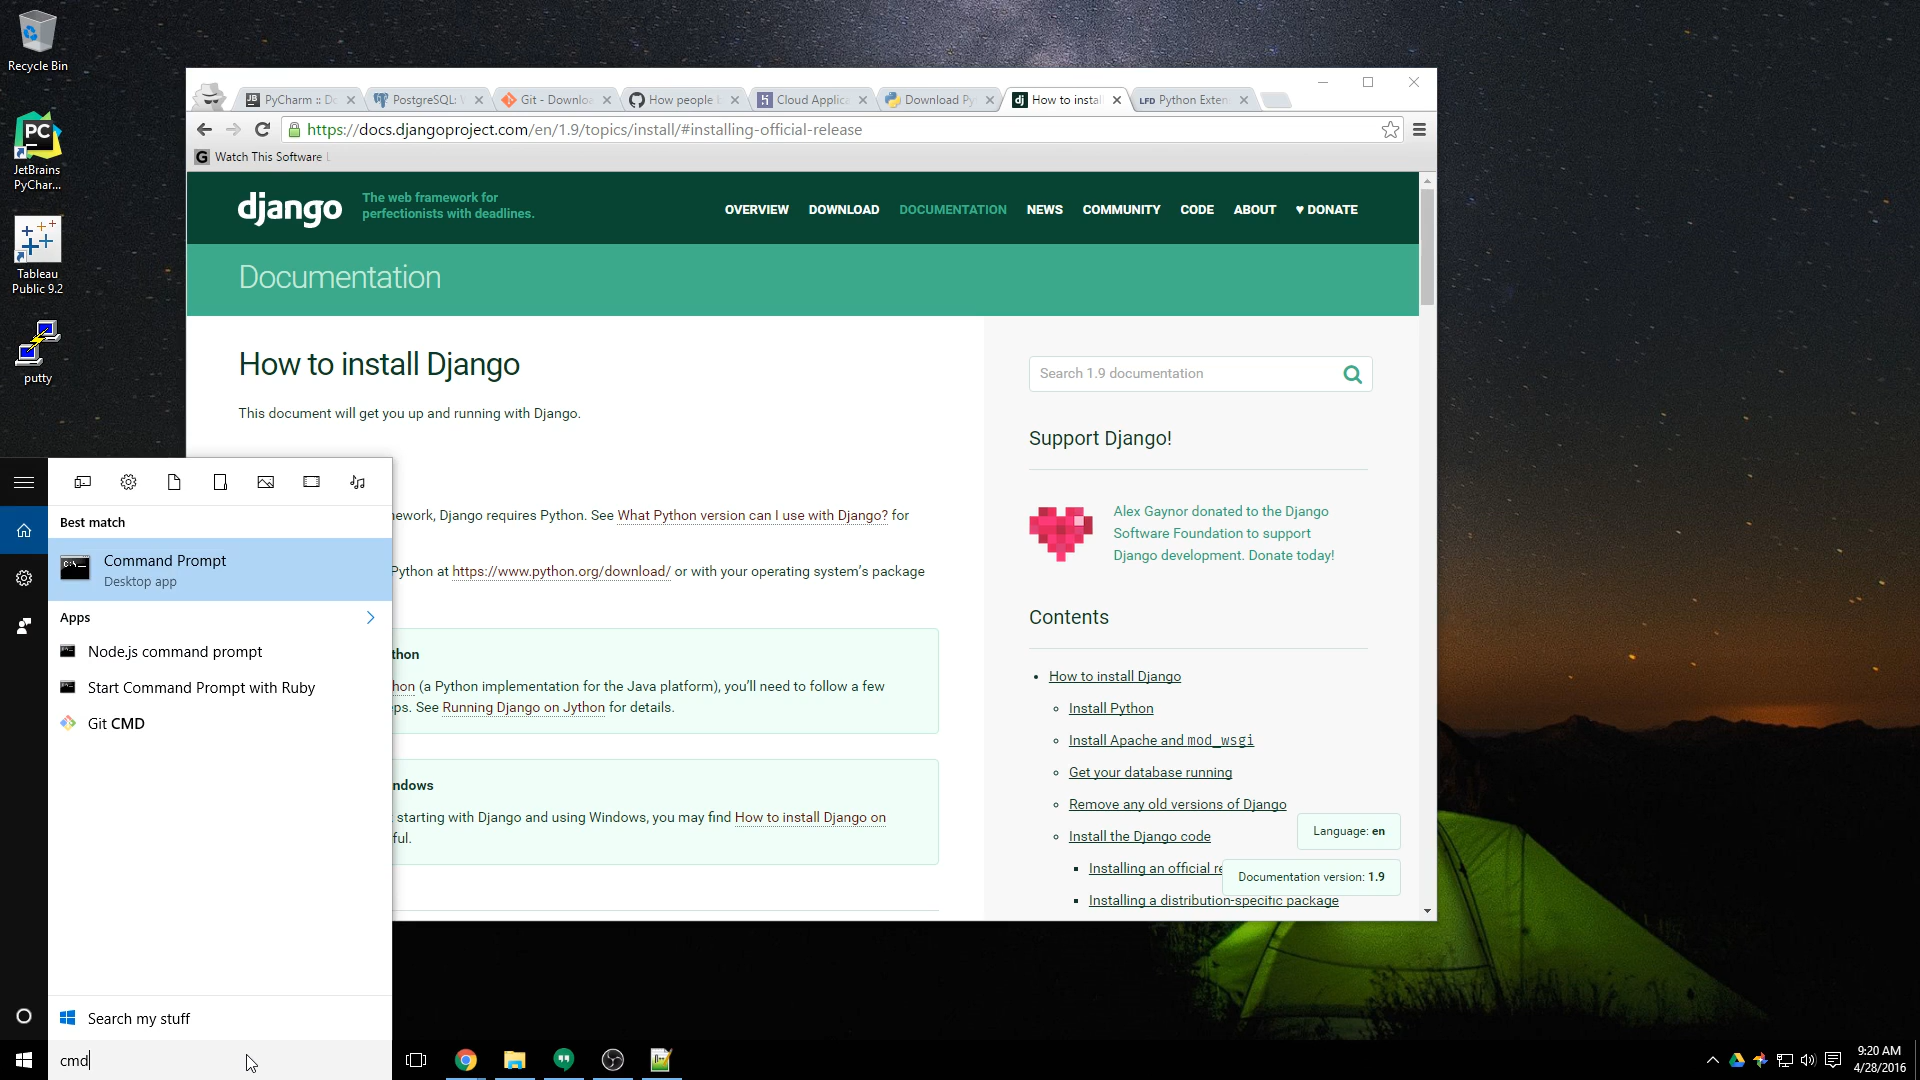 Recycle Bin
JetBrains
PyChar...
Tableau
Public 9.2
putty
PyCharm :: Do
PostgreSQL: W
Git - Downloa
How people b
Cloud Applica
Download Py
How to instal
LFD Python Exten
https://docs.djangoproject.com/en/1.9/topics/install/#installing-official-release
G Watch This Software L
django
The web framework for
perfectionists with deadlines.
OVERVIEW DOWNLOAD DOCUMENTATION NEWS COMMUNITY CODE ABOUT ♥ DONATE
Documentation
How to install Django
This document will get you up and running with Django.
ework, Django requires Python. See What Python version can I use with Django? for
Python at https://www.python.org/download/ or with your operating system's package
thon
hon (a Python implementation for the Java platform), you'll need to follow a few
ps. See Running Django on Jython for details.
ndows
starting with Django and using Windows, you may find How to install Django on
ful.
Search 1.9 documentation
Support Django!
Alex Gaynor donated to the Django
Software Foundation to support
Django development. Donate today!
Contents
How to install Django
Install Python
Install Apache and mod_wsgi
Get your database running
Remove any old versions of Django
Install the Django code
Installing an official re
Installing a distribution-specific package
Language: en
Documentation version: 1.9
Best match
Command Prompt
Desktop app
Apps
Node.js command prompt
Start Command Prompt with Ruby
Git CMD
Search my stuff
cmd
9:20 AM
4/28/2016